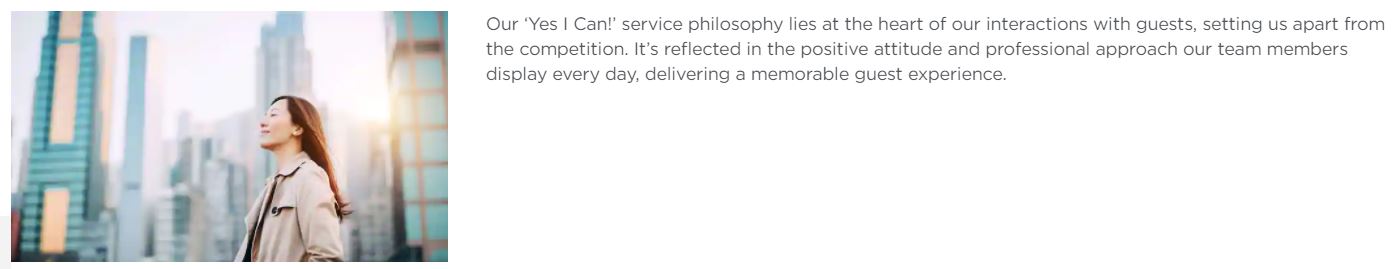 Our ‘Yes I Can!’ service philosophy lies at the heart of our interactions with guests, setting us apart from
the competition. It’s reflected in the positive attitude and professional approach our team members
display every day, delivering a memorable guest experience.